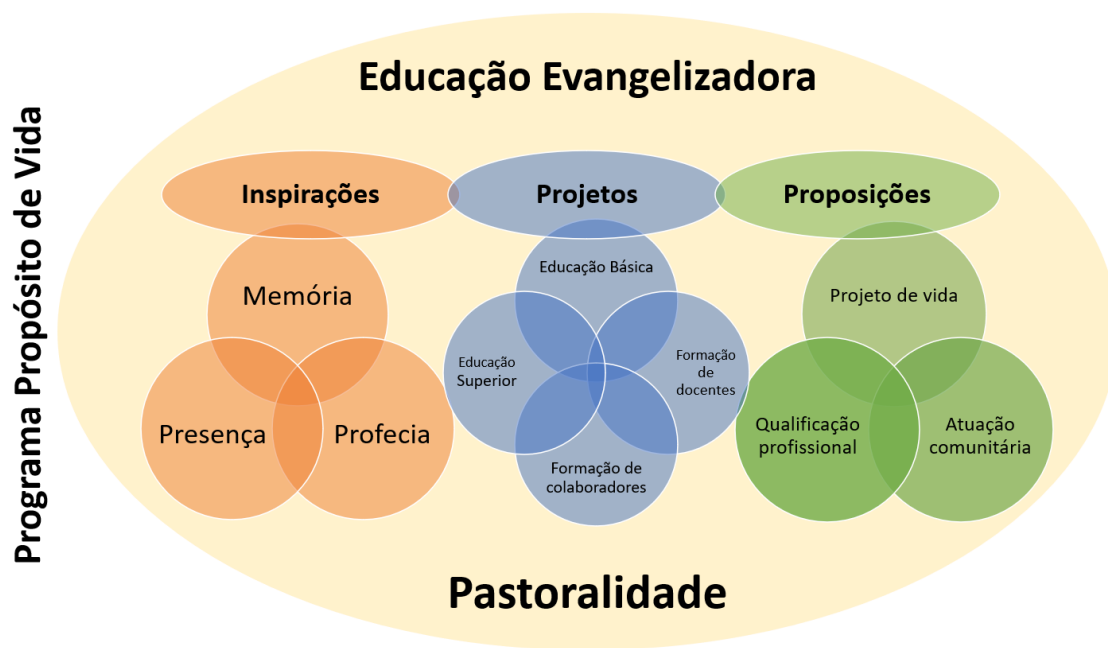 Programa Propósito de Vida
Educação Evangelizadora
Inspirações
Projetos
Proposições
Memória
Presença
Profecia
Educação Básica
Educação
Superior
Formação
de
docentes
Formação de
colaboradores
Projeto de vida
Qualificação
profissional
Atuação
comunitária
Pastoralidade